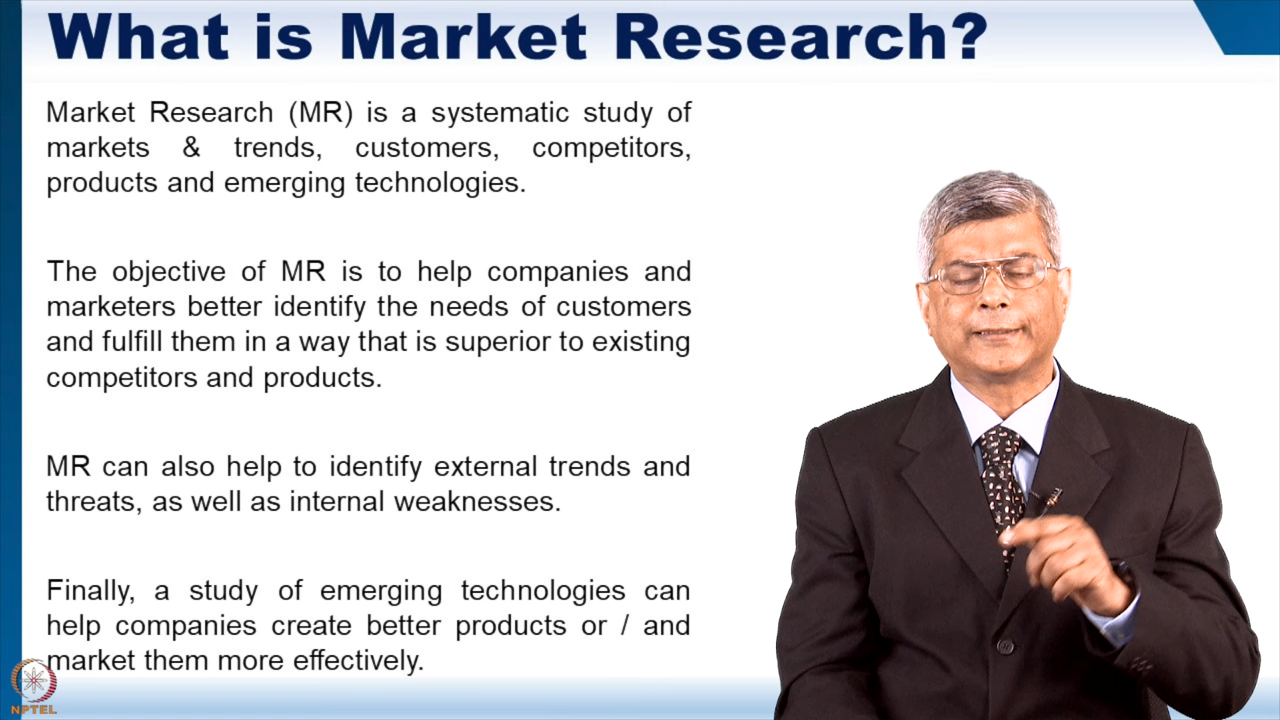 What is Market Research?
Market Research (MR) is a systematic study of
markets & trends, customers, competitors,
products and emerging technologies.
The objective of MR is to help companies and
marketers better identify the needs of customers
and fulfill them in a way that is superior to existing
competitors and products.
MR can also help to identify external trends and
threats, as well as internal weaknesses.
Finally, a study of emerging technologies can
help companies create better products or / and
market them more effectively.
NPTEL